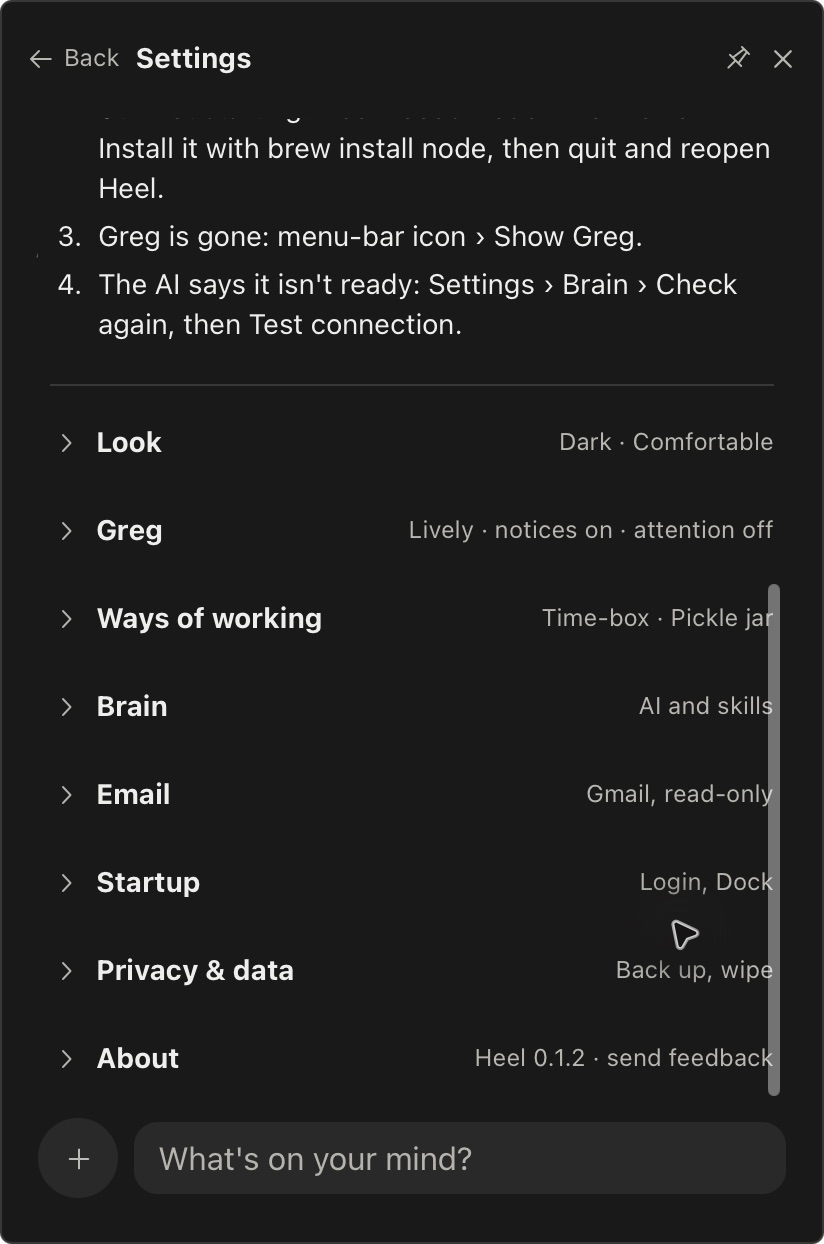 Back Settings
Install it with brew install node, then quit and reopen
Heel.
3. Greg is gone: menu-bar icon › Show Greg.
4. The AI says it isn't ready: Settings › Brain › Check
again, then Test connection.
Look Dark · Comfortable
Greg Lively · notices on · attention off
Ways of working Time-box · Pickle jar
Brain AI and skills
Email Gmail, read-only
Startup Login, Dock
Privacy & data Back up, wipe
About Heel 0.1.2 · send feedback
What's on your mind?